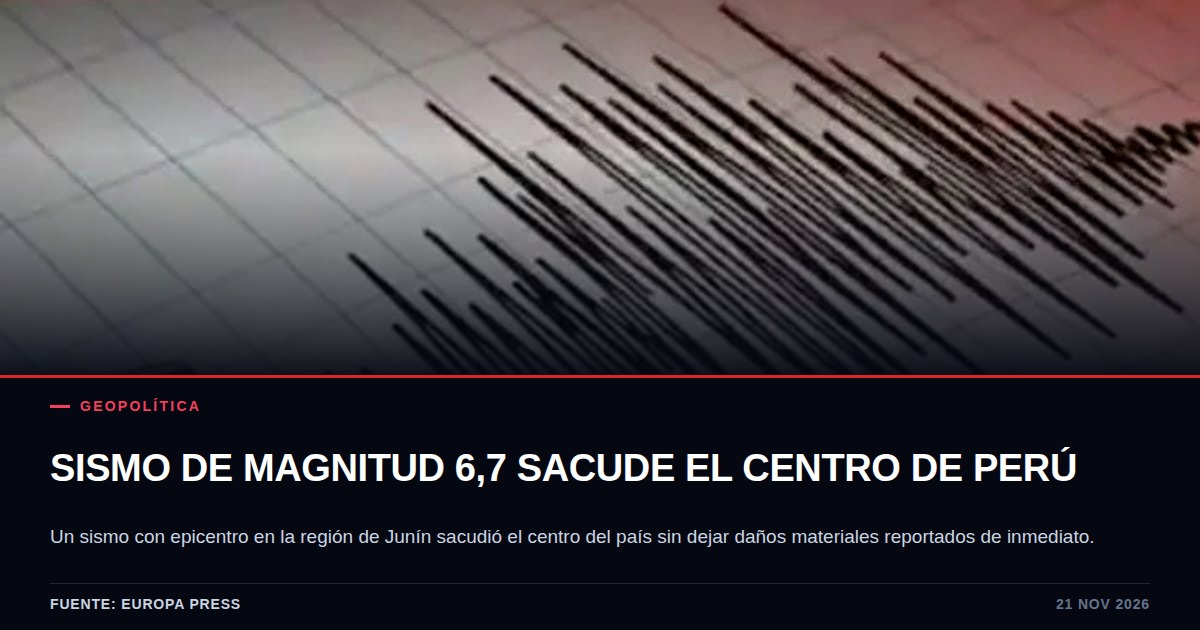 GEOPOLÍTICA
SISMO DE MAGNITUD 6,7 SACUDE EL CENTRO DE PERÚ
Un sismo con epicentro en la región de Junín sacudió el centro del país sin dejar daños materiales reportados de inmediato.
FUENTE: EUROPA PRESS
21 NOV 2026